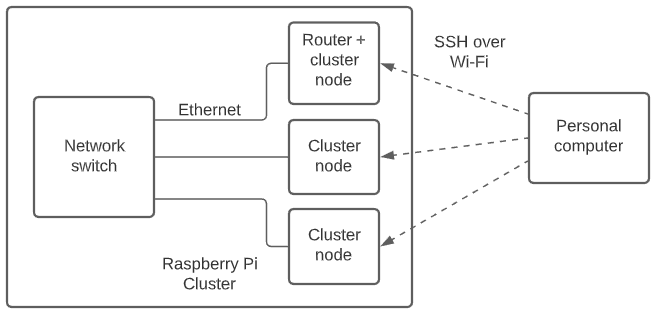 Router +
cluster
node
SSH over
Wi-Fi
Ethernet
Network
switch
Cluster
node
Personal
computer
Cluster
node
Raspberry Pi
Cluster